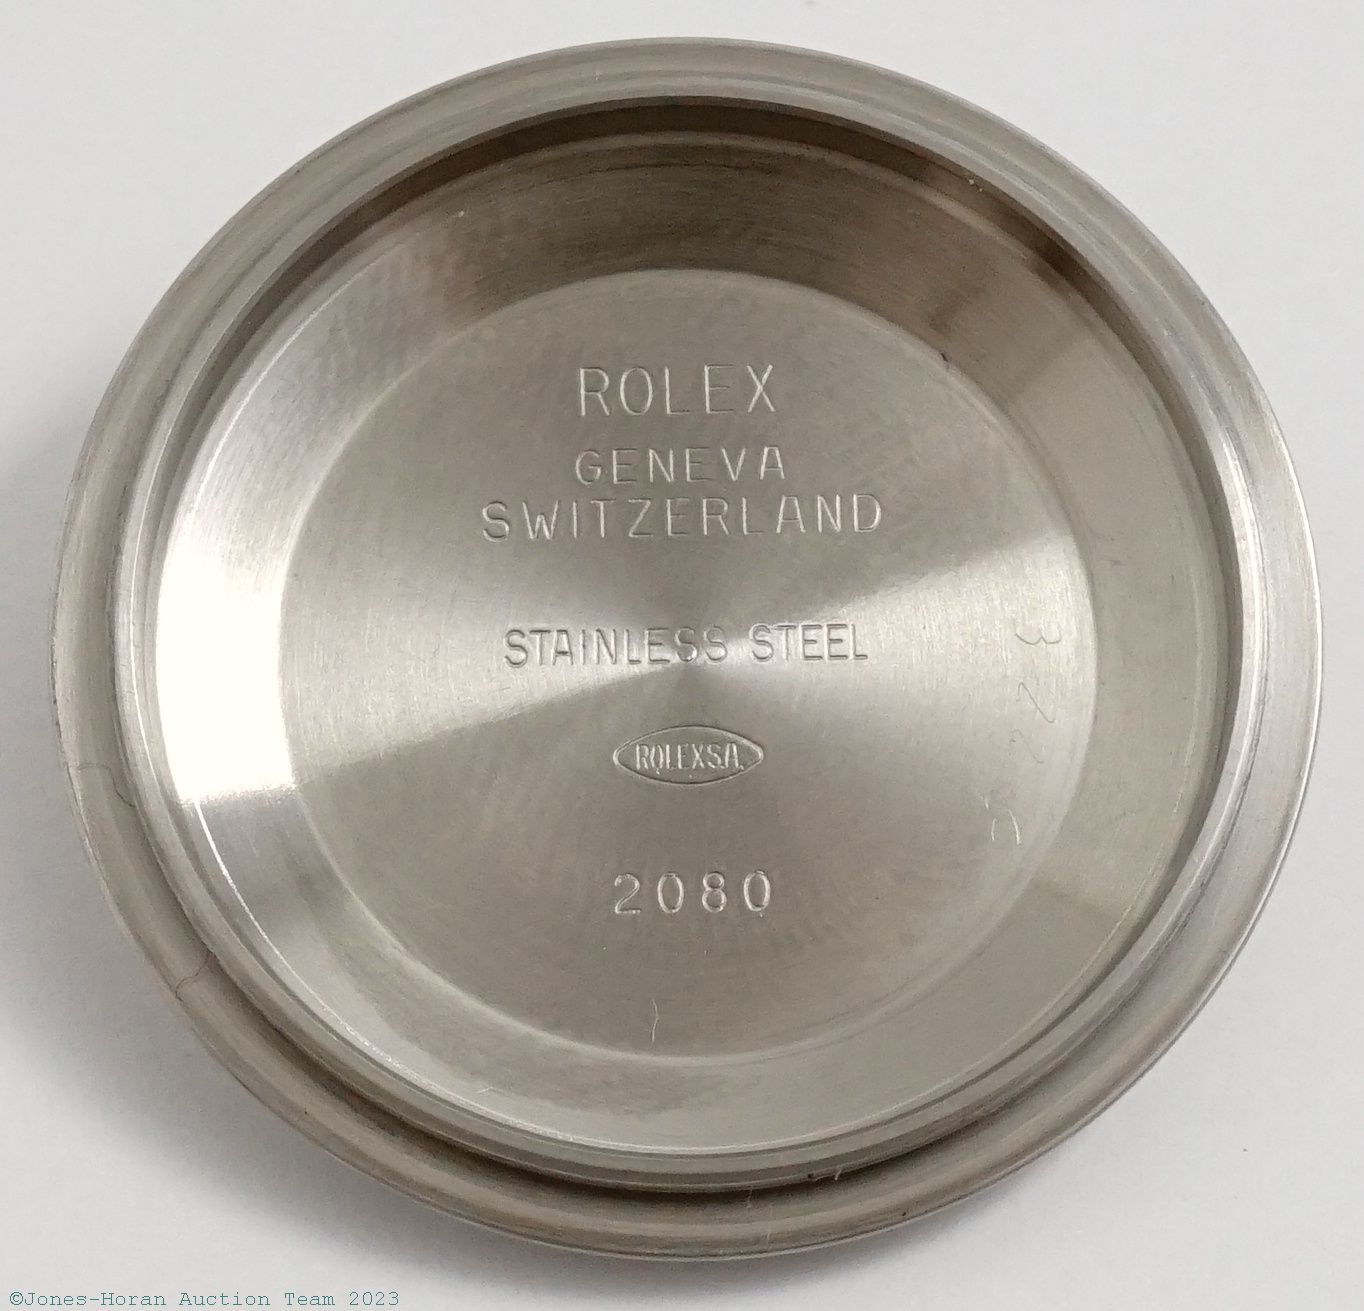 ROLEX
GENEVA
SWITZERLAND
STAINLESS STEEL
ROLEX S.A.
2080
©Jones-Horan Auction Team 2023